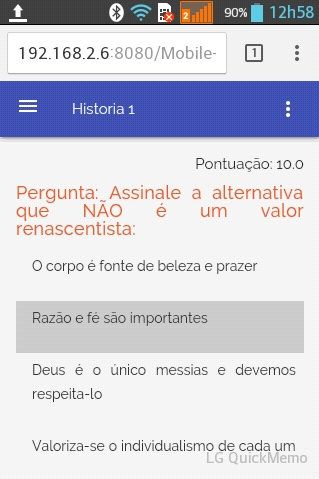 90% 12h58
192.168.2.6:8080/Mobile-
1
Historia 1
Pontuação: 10.0
Pergunta: Assinale a alternativa
que NÃO é um valor
renascentista:
O corpo é fonte de beleza e prazer
Razão e fé são importantes
Deus é o único messias e devemos
respeita-lo
Valoriza-se o individualismo de cada um
LG QuickMemo